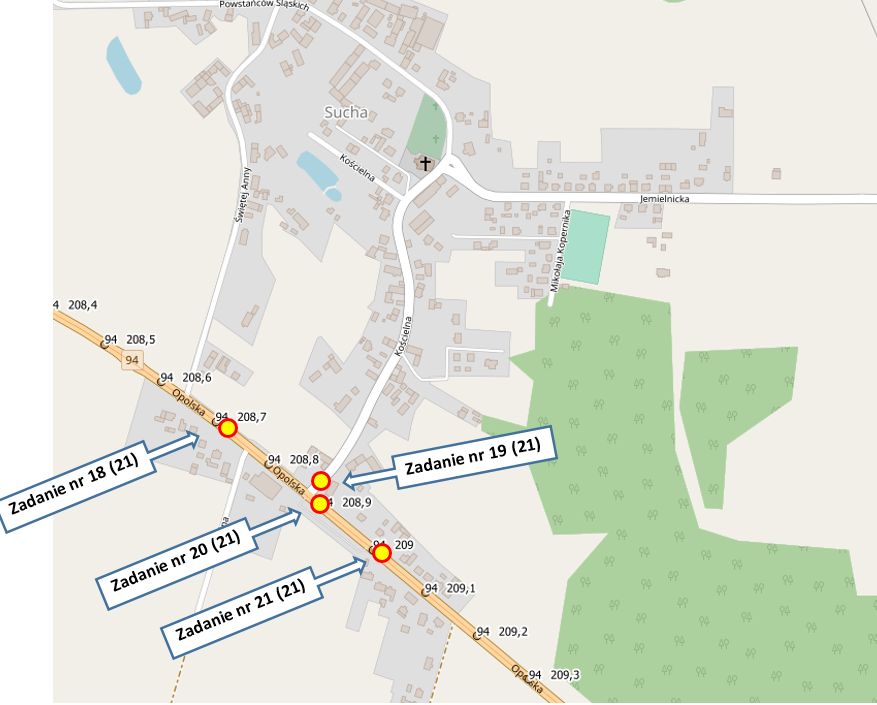 Powstańców Śląskich
Sucha
Kościelna
Świętej Anny
Jemielnicka
Mikołaja Kopernika
4 208,4
94 208,5
94
Kościelna
94 208,6
Opolska
94 208,7
94 208,8
Zadanie nr 19 (21)
Zadanie nr 18 (21)
Opolska
208,9
Zadanie nr 20 (21)
94 209
Zadanie nr 21 (21)
94 209,1
94 209,2
94 209,3
Opolska